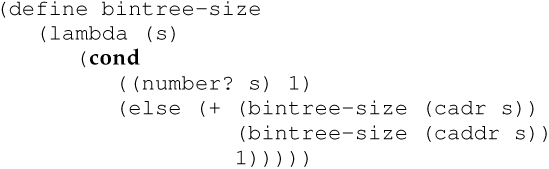 (define bintree-size
(lambda (s)
(cond
((number? s) 1)
(else (+ (bintree-size (cadr s))
(bintree-size (caddr s))
1)))))